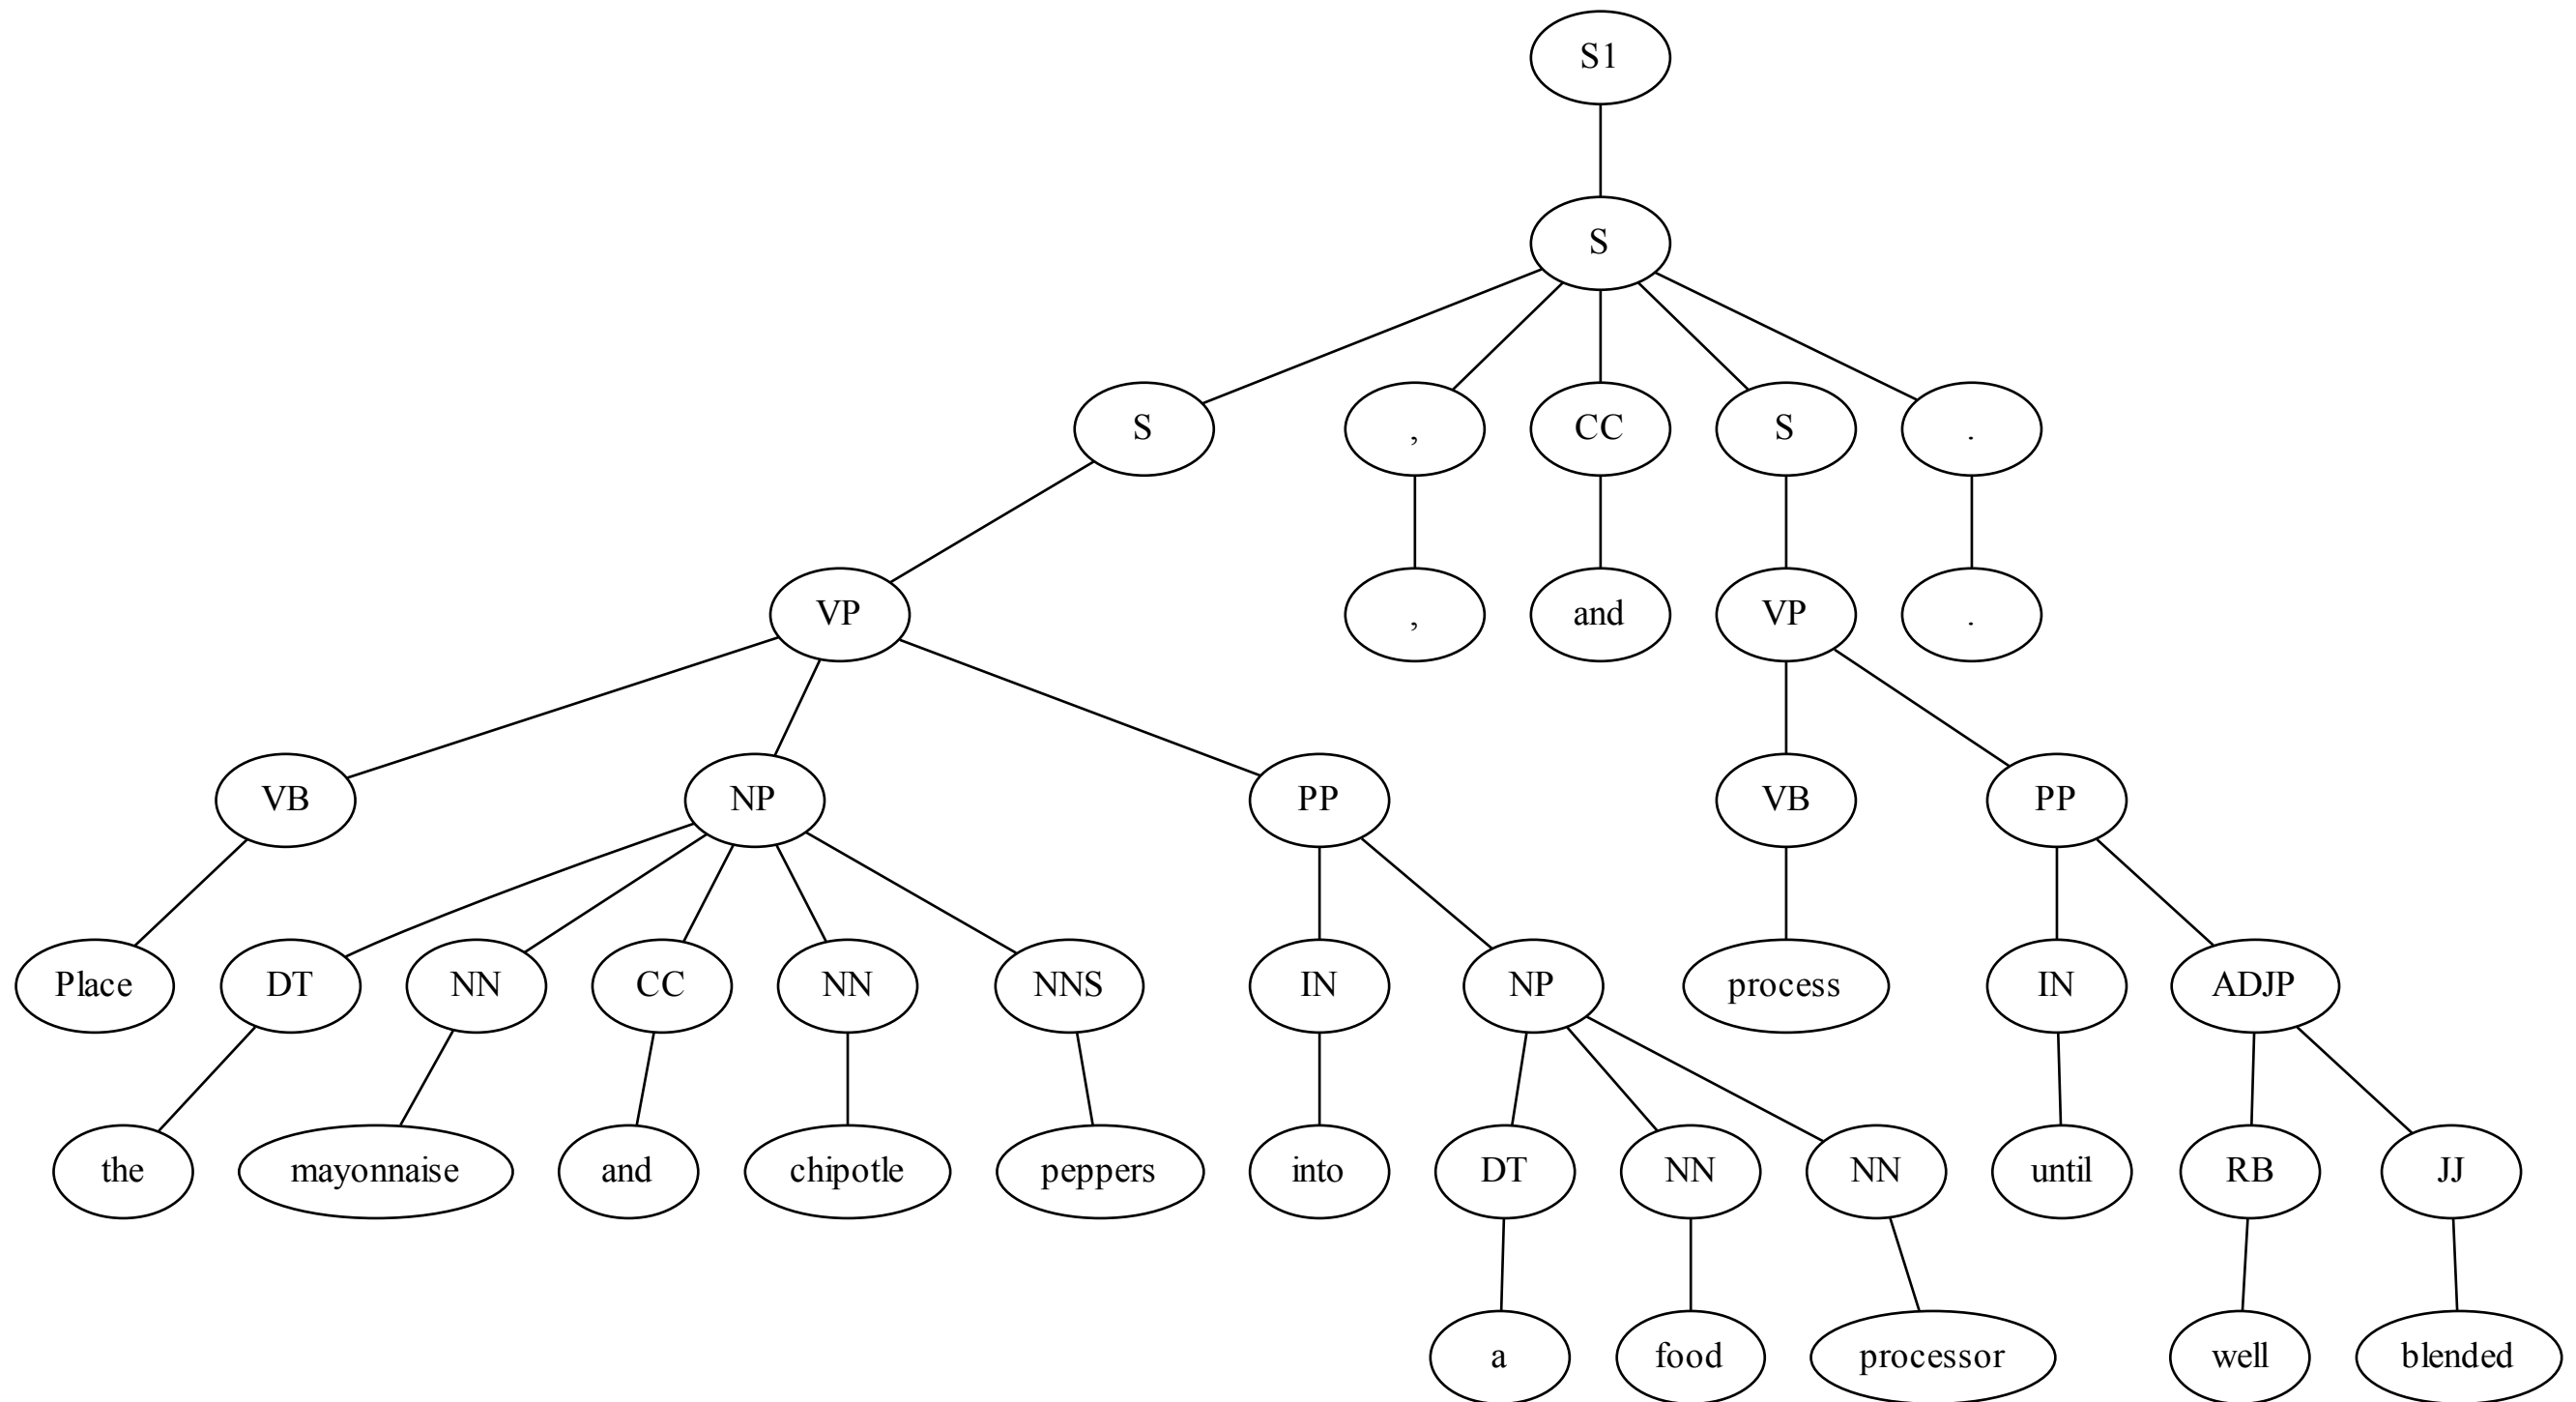 S1
S
S , CC S .
VP , and VP .
VB NP PP VB PP
Place DT NN CC NN NNS IN NP process IN ADJP
the mayonnaise and chipotle peppers into DT NN NN until RB JJ
a food processor well blended